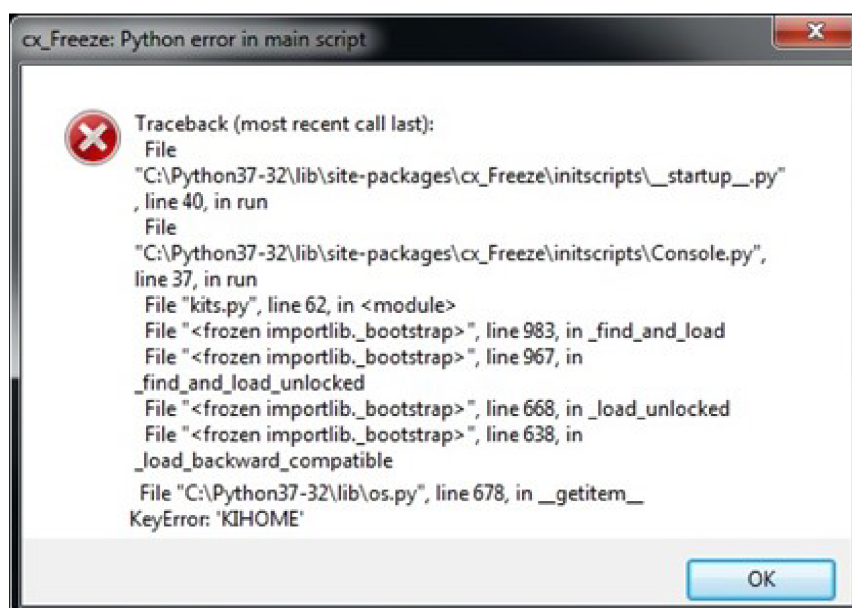 cx_Freeze: Python error in main script
Traceback (most recent call last):
File
"C:\Python37-32\lib\site-packages\cx_Freeze\initscripts\__startup__.py"
, line 40, in run
File
"C:\Python37-32\lib\site-packages\cx_Freeze\initscripts\Console.py",
line 37, in run
File "kits.py", line 62, in <module>
File "<frozen importlib._bootstrap>", line 983, in _find_and_load
File "<frozen importlib._bootstrap>", line 967, in
_find_and_load_unlocked
File "<frozen importlib._bootstrap>", line 668, in _load_unlocked
File "<frozen importlib._bootstrap>", line 638, in
_load_backward_compatible
File "C:\Python37-32\lib\os.py", line 678, in __getitem__
KeyError: 'KIHOME'
OK